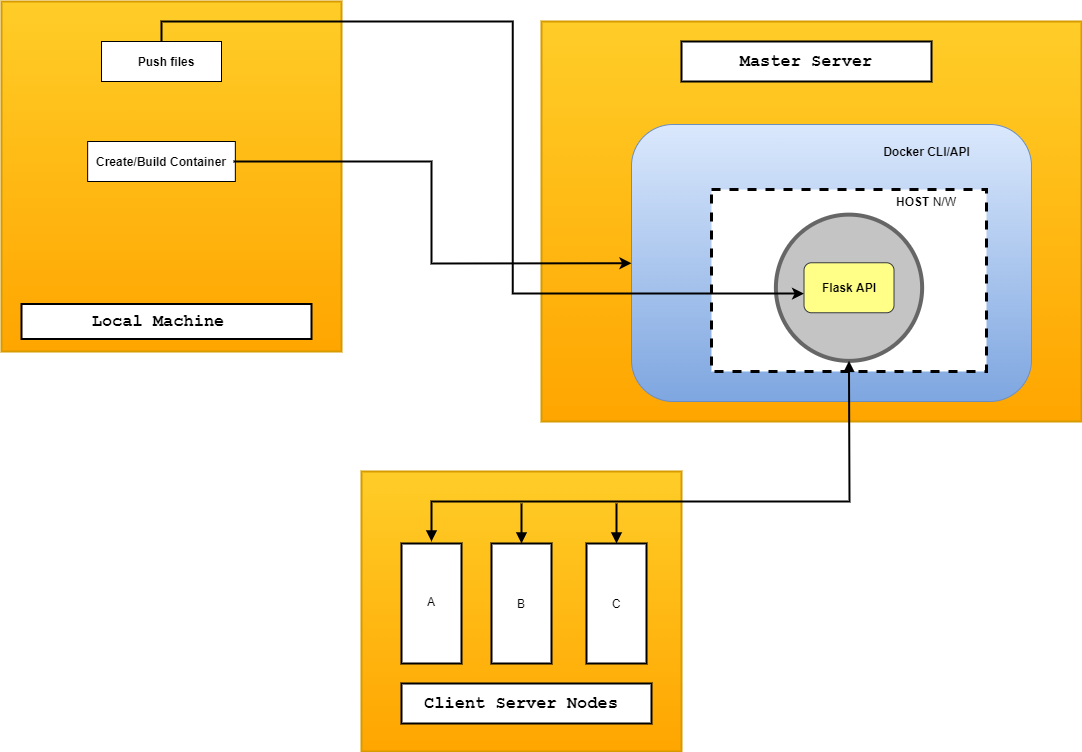 Push files
Create/Build Container
Local Machine
Master Server
Docker CLI/API
HOST N/W
Flask API
A
B
C
Client Server Nodes